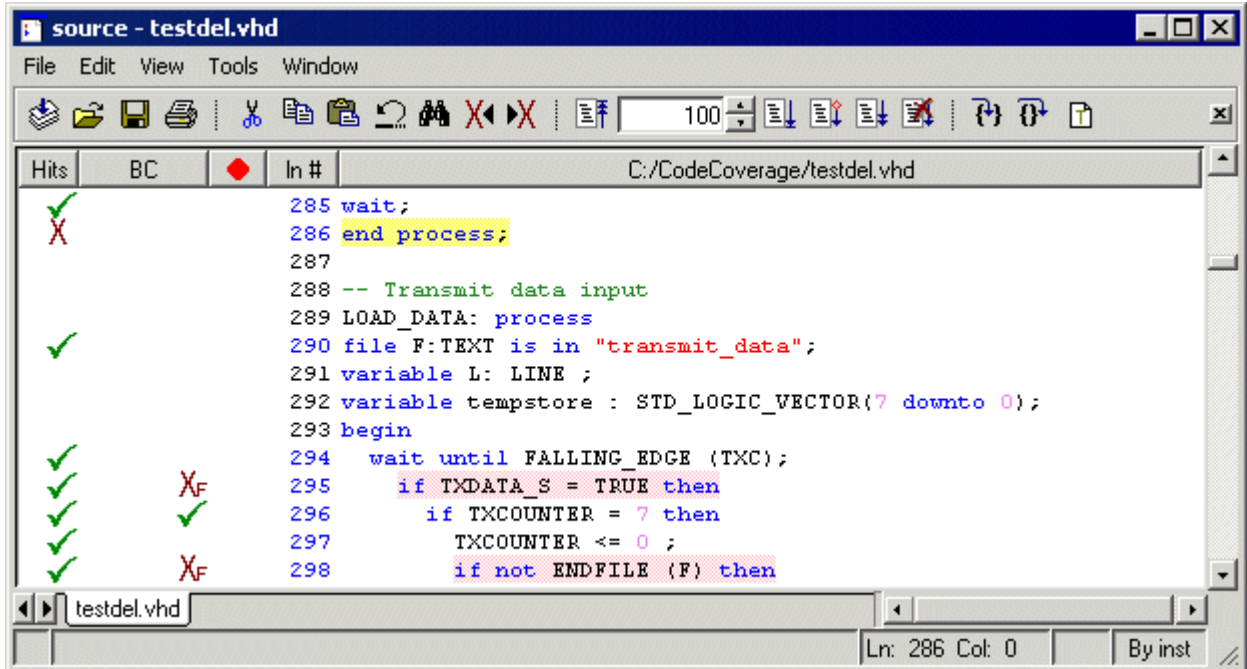 source - testdel.vhd
File Edit View Tools Window
100
Hits BC ln # C:/CodeCoverage/testdel.vhd
285 wait;
X 286 end process;
287
288 -- Transmit data input
289 LOAD_DATA: process
290 file F:TEXT is in "transmit_data";
291 variable L: LINE ;
292 variable tempstore : STD_LOGIC_VECTOR(7 downto 0);
293 begin
294 wait until FALLING_EDGE (TXC);
XF 295 if TXDATA_S = TRUE then
296 if TXCOUNTER = 7 then
297 TXCOUNTER <= 0 ;
XF 298 if not ENDFILE (F) then
testdel.vhd
Ln: 286 Col: 0 By inst